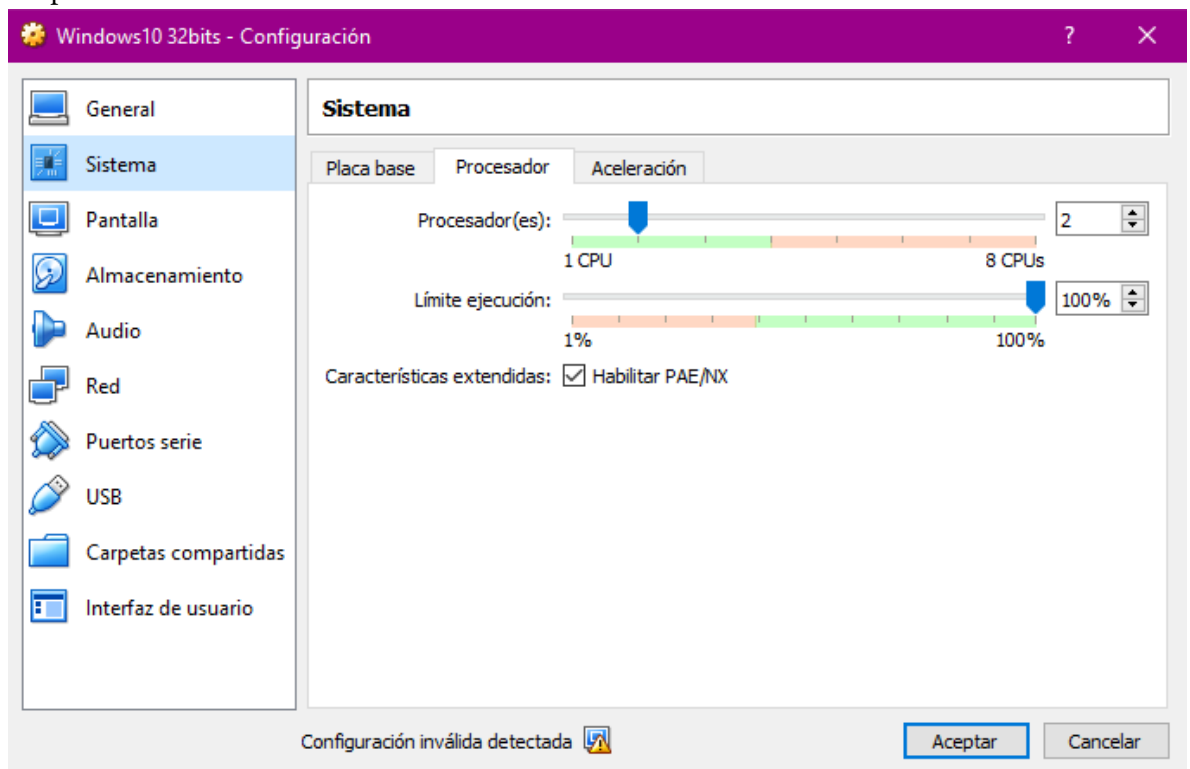 Windows10 32bits - Configuración ? ×
General
Sistema
Pantalla
Almacenamiento
Audio
Red
Puertos serie
USB
Carpetas compartidas
Interfaz de usuario
Sistema
Placa base Procesador Aceleración
Procesador(es): 2
1 CPU 8 CPUs
Límite ejecución: 100%
1% 100%
Características extendidas: Habilitar PAE/NX
Configuración inválida detectada Aceptar Cancelar